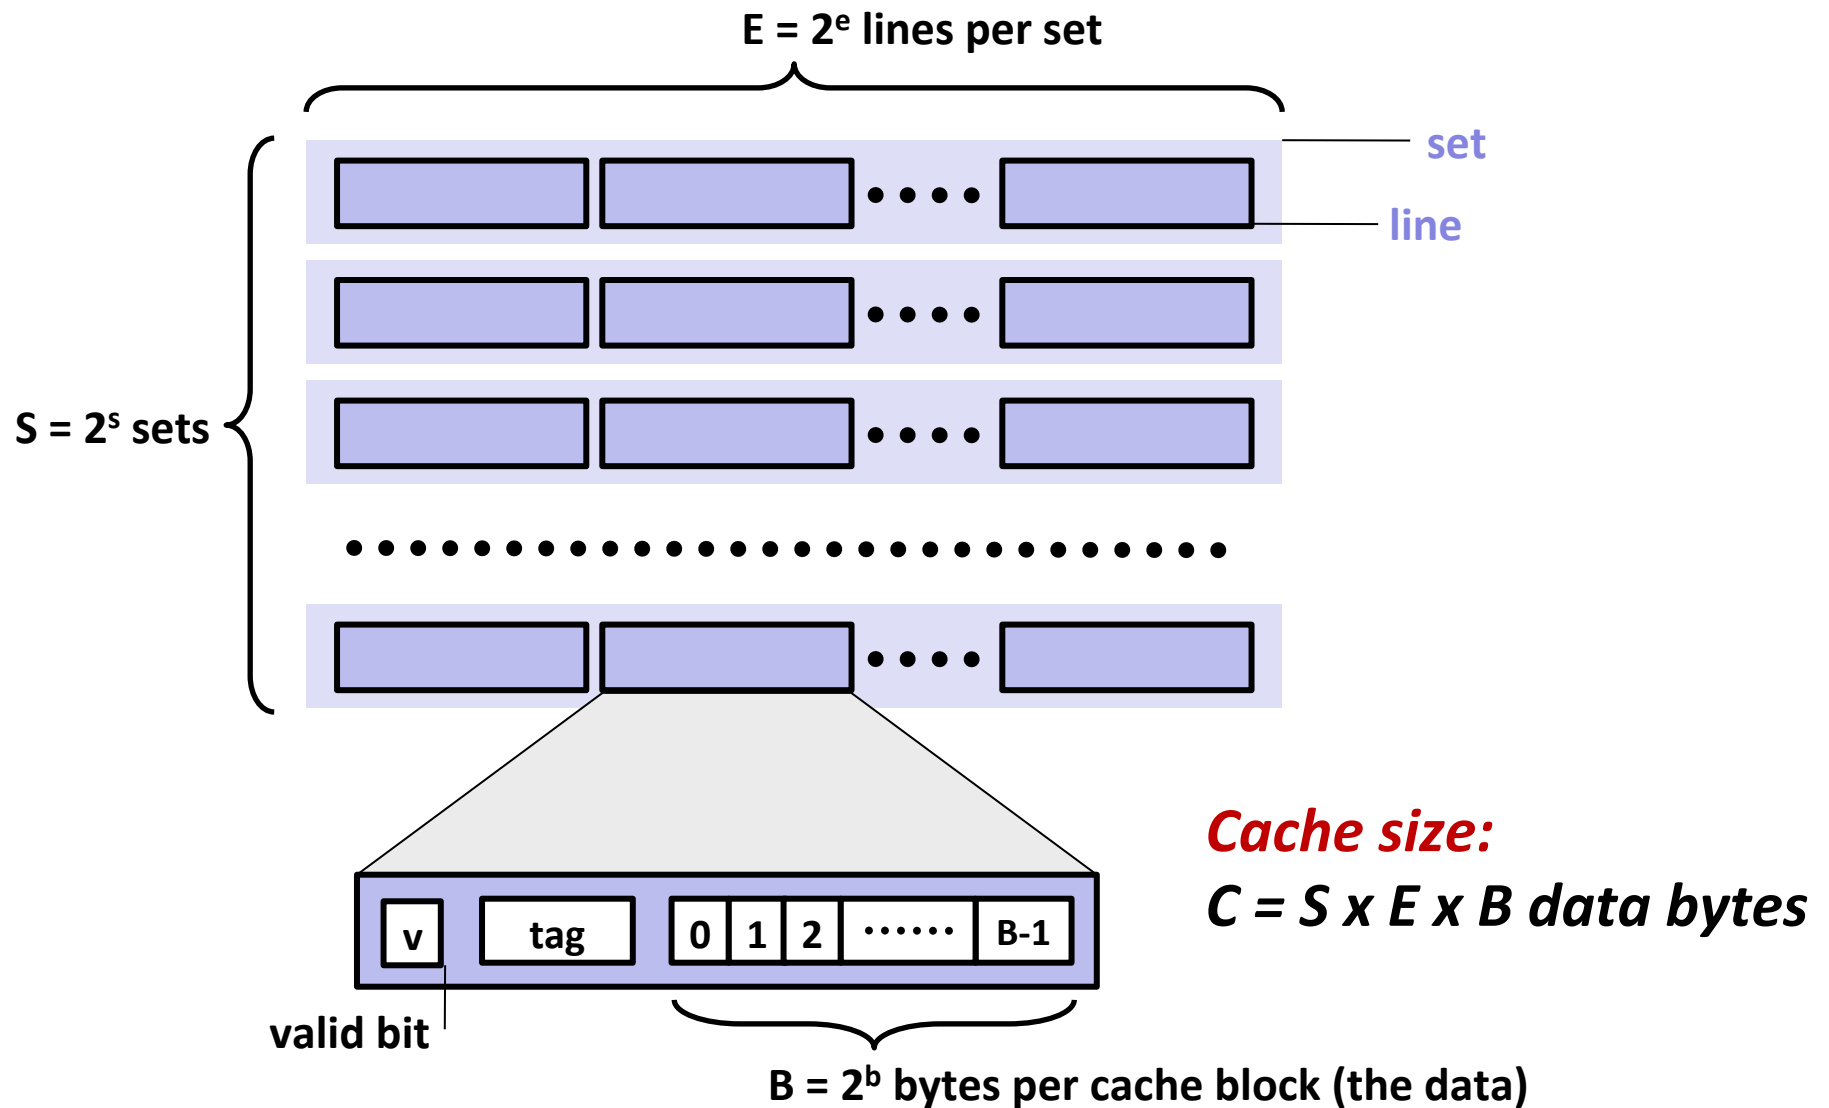 E = 2ᵉ lines per set
set
line
S = 2ˢ sets
Cache size:
C = S x E x B data bytes
v tag 0 1 2 ······ B-1
valid bit
B = 2ᵇ bytes per cache block (the data)